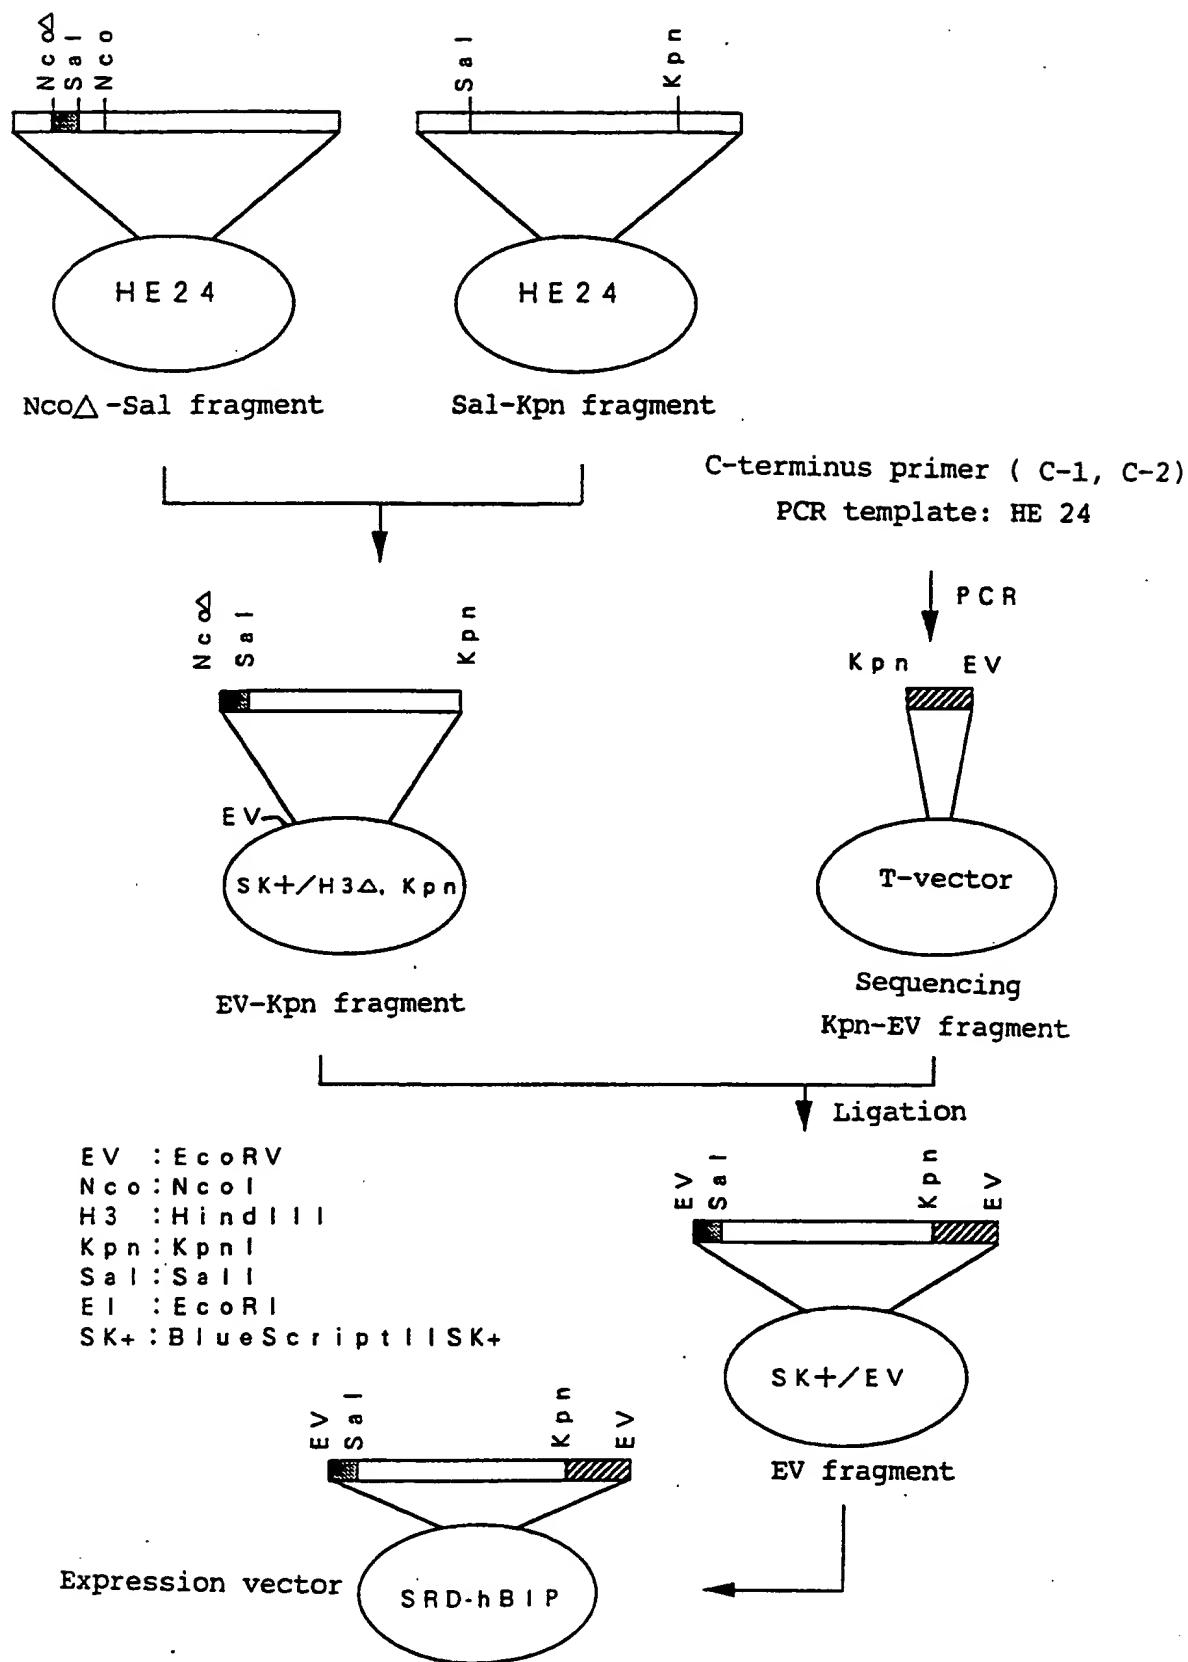 NcoΔ
Sal
Nco
Sal
Kpn
HE24
HE24
Nco△-Sal fragment
Sal-Kpn fragment
C-terminus primer ( C-1, C-2)
PCR template: HE 24
PCR
NcoΔ
Sal
Kpn
Kpn
EV
EV
SK+/H3△, Kpn
T-vector
EV-Kpn fragment
Sequencing
Kpn-EV fragment
Ligation
EV : EcoRV
Nco : NcoI
H3 : HindIII
Kpn : KpnI
Sal : SalI
EI : EcoRI
SK+ : BlueScriptIISK+
EV
Sal
Kpn
EV
SK+/EV
EV fragment
EV
Sal
Kpn
EV
Expression vector
SRD-hBIP